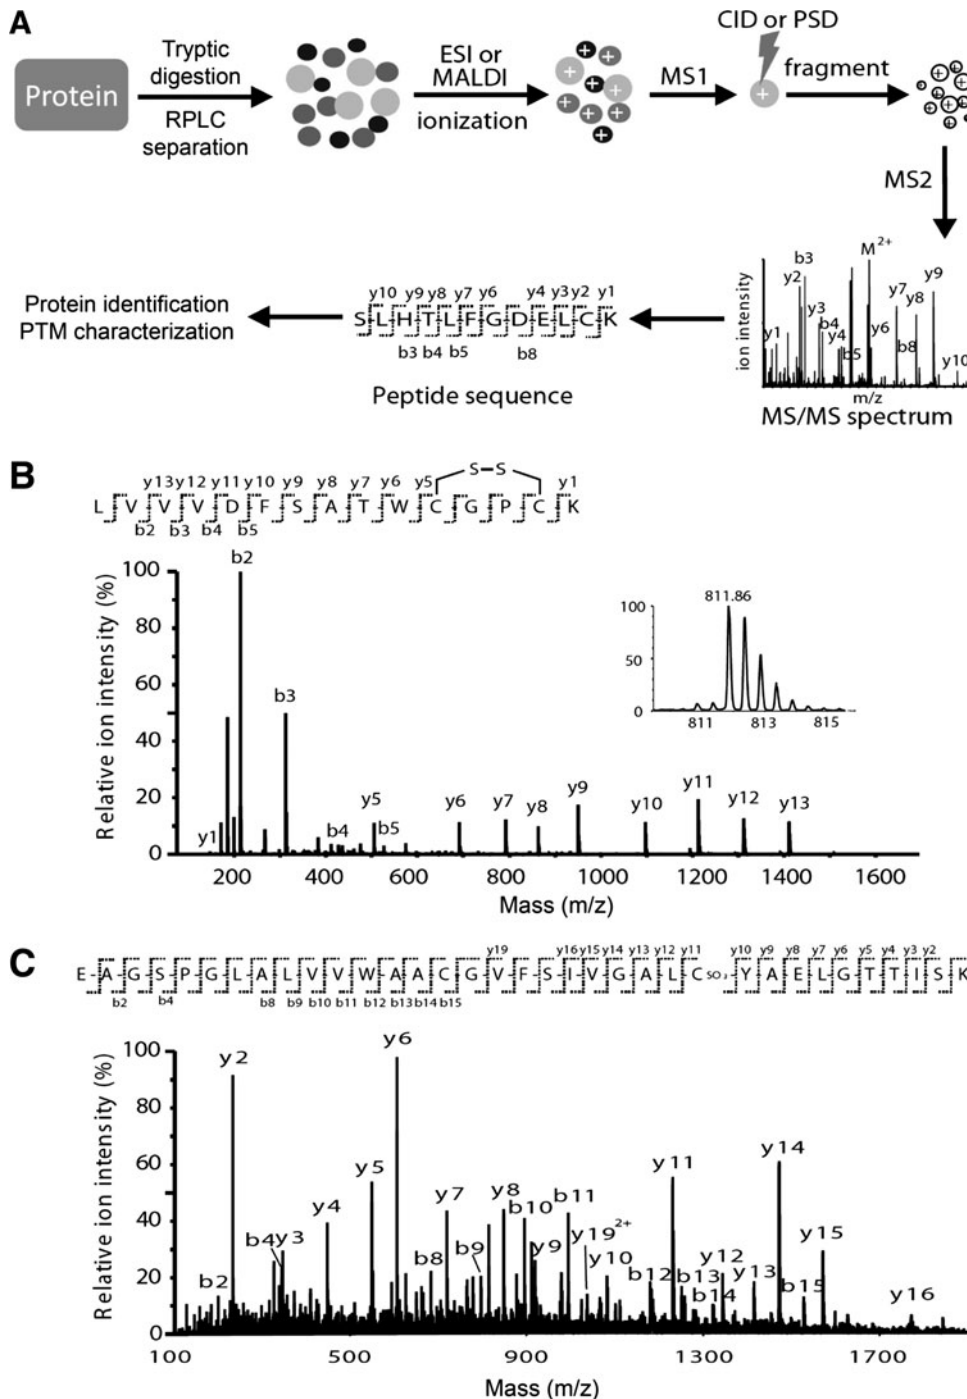 A
Protein
Tryptic
digestion
RPLC
separation
ESI or
MALDI
ionization
MS1
CID or PSD
fragment
MS2
Protein identification
PTM characterization
y10 y9 y8 y7 y6 y4 y3 y2 y1
S L H T L F G D E L C K
b3 b4 b5 b8
Peptide sequence
ion intensity
y1 y2 b3 y3 b4 y4 b5 M2+ y6 y7 b8 y8 y9 y10
m/z
MS/MS spectrum
B
S-S
y13 y12 y11 y10 y9 y8 y7 y6 y5 y1
L V V V D F S A T W C G P C K
b2 b3 b4 b5
Relative ion intensity (%)
100
80
60
40
20
0
y1 b2 b3 b4 y5 b5 y6 y7 y8 y9 y10 y11 y12 y13
811.86
100
50
0
811 813 815
200 400 600 800 1000 1200 1400 1600
Mass (m/z)
C
y19 y16 y15 y14 y13 y12 y11 y10 y9 y8 y7 y6 y5 y4 y3 y2
E A G S P G L A L V V W A A C G V F S I V G A L C SO3 Y A E L G T T I S K
b2 b4 b8 b9 b10 b11 b12 b13 b14 b15
Relative ion intensity (%)
100
80
60
40
20
0
b2 y2 b4 y3 y4 y5 y6 b8 y7 b9 y8 b10 y9 b11 y19 2+ y10 b12 y11 b13 b14 y12 y13 y14 b15 y15 y16
100 500 900 1300 1700
Mass (m/z)